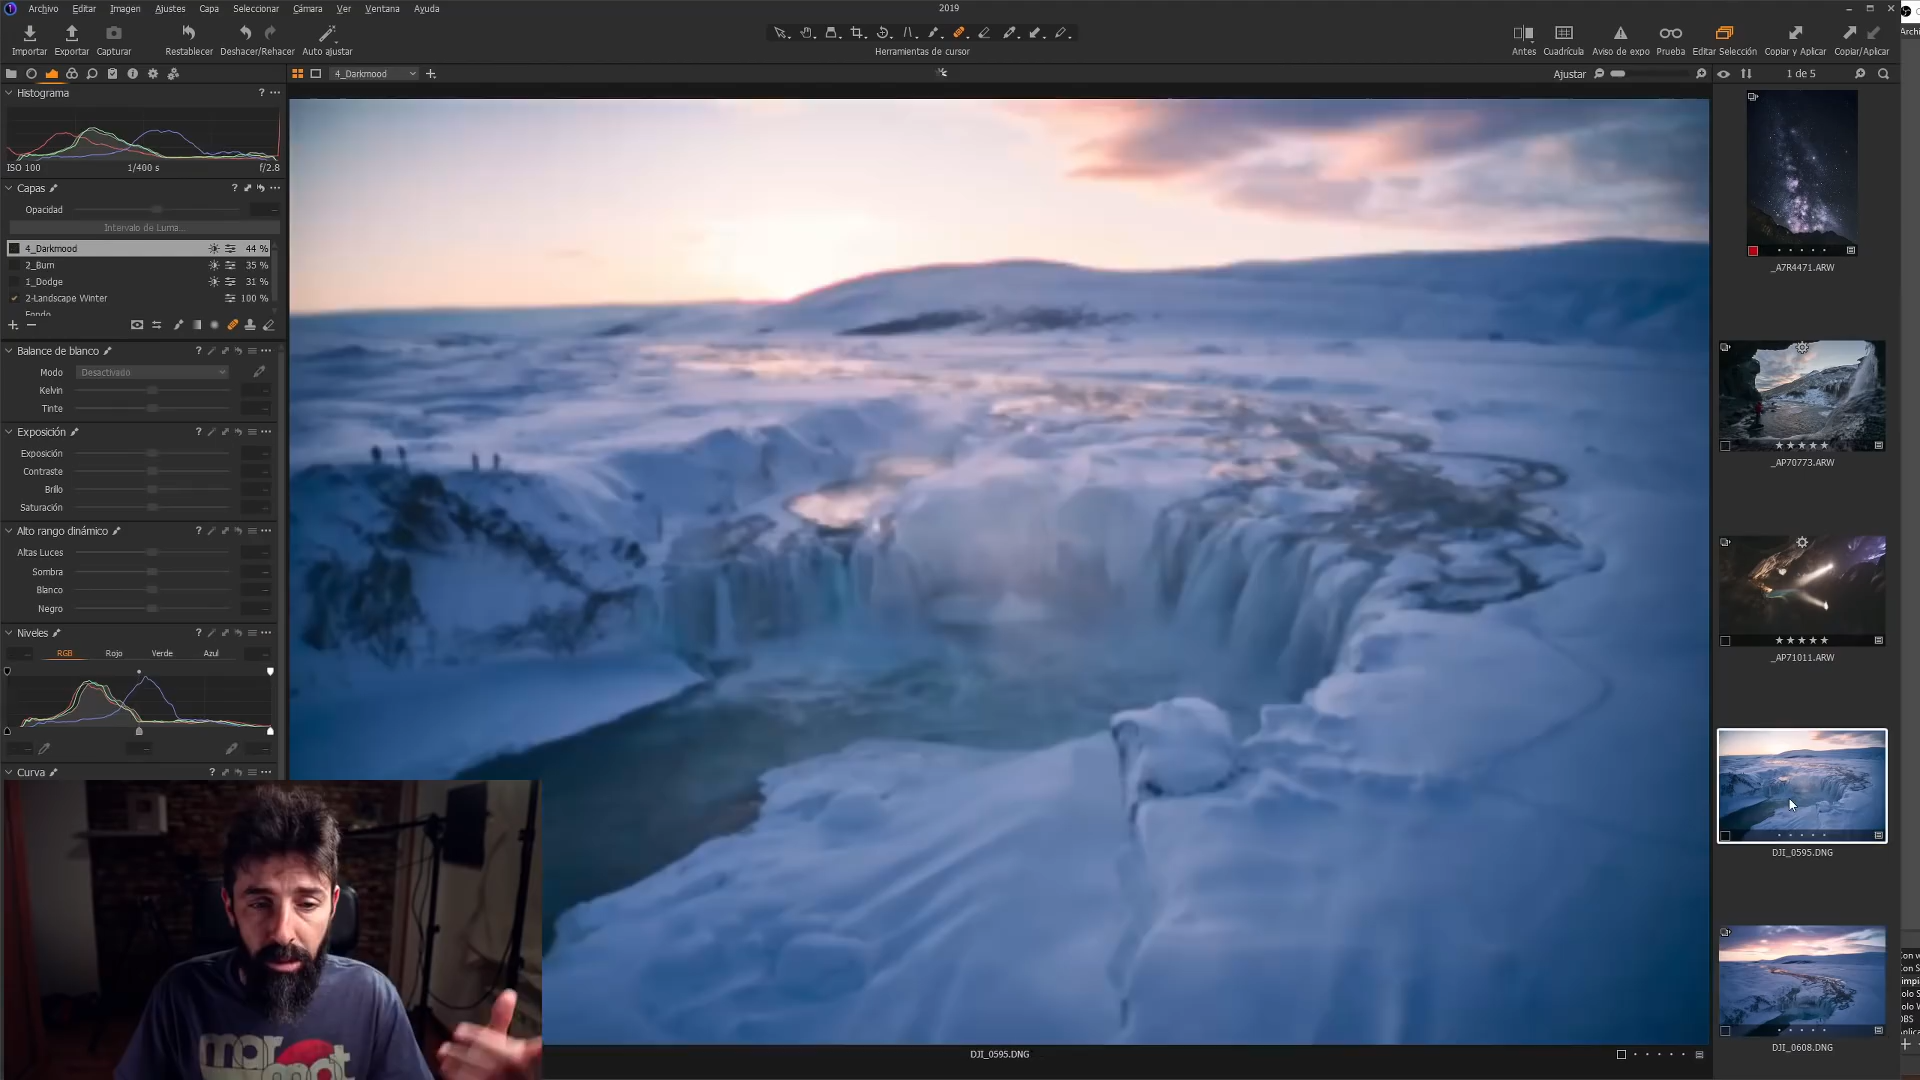 Archivo Editar Imagen Ajustes Capa Seleccionar Cámara Ver Ventana Ayuda
2019
Importar Exportar Capturar Restablecer Deshacer/Rehacer Auto ajustar
Herramientas de cursor
Antes Cuadrícula Aviso de expo Prueba Editar Selección Copiar y Aplicar Copiar/Aplicar
4_Darkmood
Ajustar
1 de 5
Histograma
ISO 100 1/400 s f/2.8
Capas
Opacidad
Intervalo de Luma...
4_Darkmood 44 %
2_Burn 35 %
1_Dodge 31 %
2-Landscape Winter 100 %
Fondo
Balance de blanco
Modo Desactivado
Kelvin
Tinte
Exposición
Exposición
Contraste
Brillo
Saturación
Alto rango dinámico
Altas Luces
Sombra
Blanco
Negro
Niveles
RGB Rojo Verde Azul
Curva
_A7R4471.ARW
_AP70773.ARW
_AP71011.ARW
DJI_0595.DNG
DJI_0608.DNG
DJI_0595.DNG